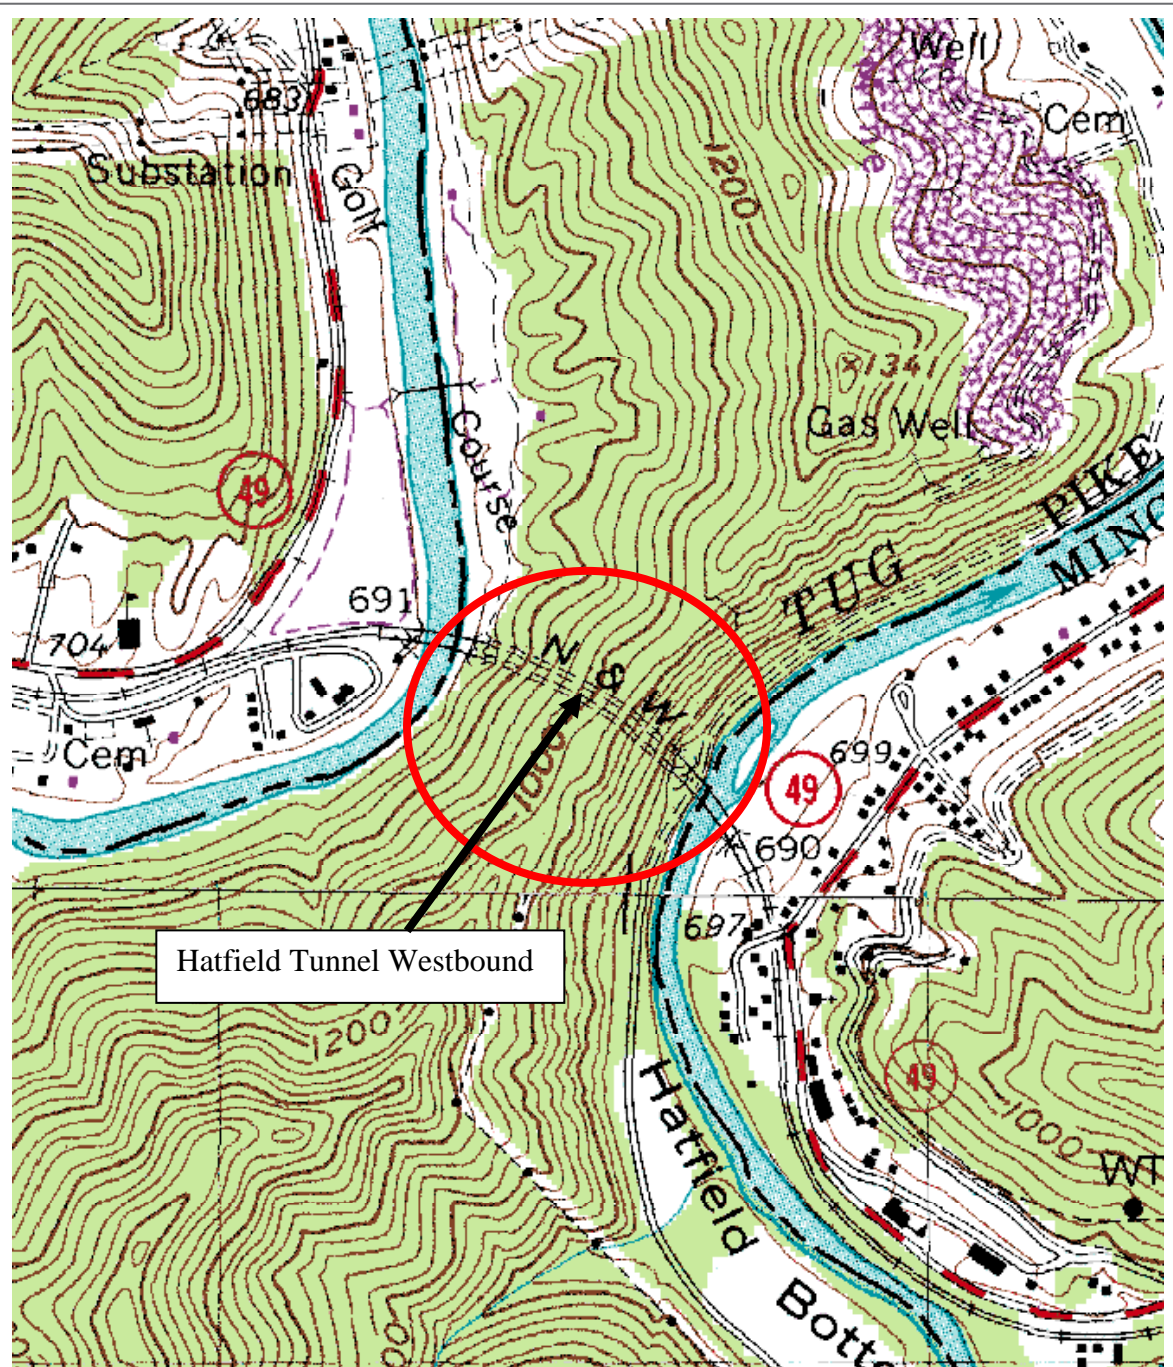 Well
683
Cem
Substation
Golf
1200
×1341
Gas Well
Course
49
PIKE
MING
TUG
691
704
N & W
Cem
1000
699
49
690
697
Hatfield Tunnel Westbound
1200
49
1000
Hatfield
WT
Botto